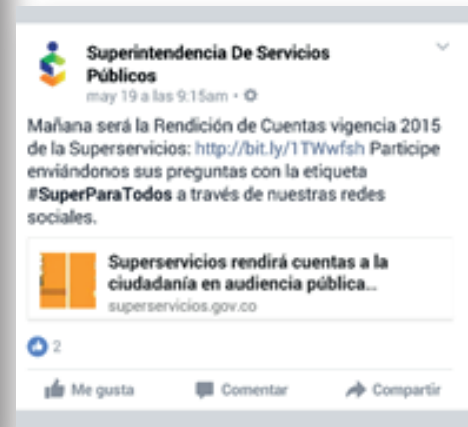 Superintendencia De Servicios
Públicos
may 19 a las 9:15am •
Mañana será la Rendición de Cuentas vigencia 2015
de la Superservicios: http://bit.ly/1TWwfsh Participe
enviándonos sus preguntas con la etiqueta
#SuperParaTodos a través de nuestras redes
sociales.
Superservicios rendirá cuentas a la
ciudadanía en audiencia pública..
superservicios.gov.co
2
Me gusta Comentar Compartir